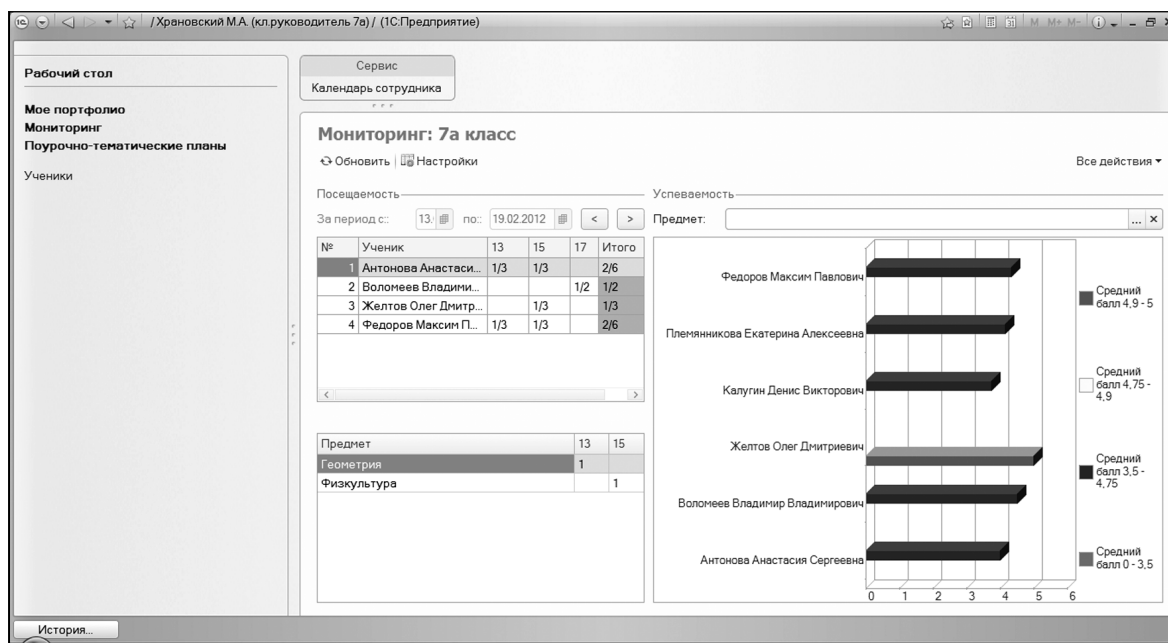 / Храновский М.А. (кл.руководитель 7а) / (1С:Предприятие)
M M+ M-
Рабочий стол
Мое портфолио
Мониторинг
Поурочно-тематические планы
Ученики
Сервис
Календарь сотрудника
Мониторинг: 7а класс
Обновить Настройки
Все действия
Посещаемость
За период с:: 13. по:: 19.02.2012 < >
№ Ученик 13 15 17 Итого
1 Антонова Анастаси... 1/3 1/3 2/6
2 Воломеев Владими... 1/2 1/2
3 Желтов Олег Дмитр... 1/3 1/3
4 Федоров Максим П... 1/3 1/3 2/6
Предмет 13 15
Геометрия 1
Физкультура 1
Успеваемость
Предмет: ... ×
Федоров Максим Павлович
Племянникова Екатерина Алексеевна
Калугин Денис Викторович
Желтов Олег Дмитриевич
Воломеев Владимир Владимирович
Антонова Анастасия Сергеевна
0 1 2 3 4 5 6
Средний
балл 4,9 - 5
Средний
балл 4,75 -
4,9
Средний
балл 3,5 -
4,75
Средний
балл 0 - 3,5
История...